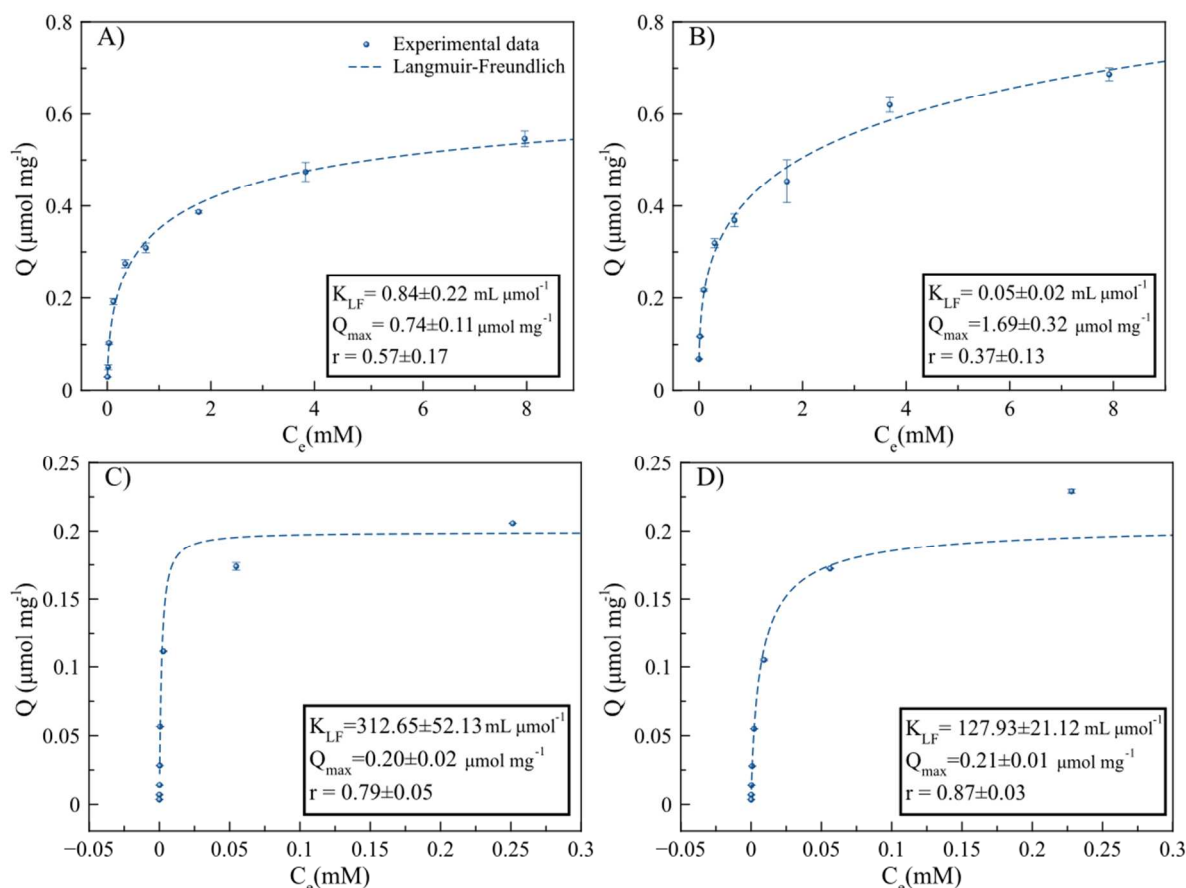 A)
Experimental data
Langmuir-Freundlich
0.8
0.6
0.4
0.2
0
Q (μmol mg-1)
K_LF= 0.84±0.22 mL μmol-1
Q_max= 0.74±0.11 μmol mg-1
r = 0.57±0.17
0 2 4 6 8
C_e(mM)
B)
0.8
0.6
0.4
0.2
0
Q (μmol mg-1)
K_LF= 0.05±0.02 mL μmol-1
Q_max=1.69±0.32 μmol mg-1
r = 0.37±0.13
0 2 4 6 8
C_e(mM)
C)
0.25
0.2
0.15
0.1
0.05
0
Q (μmol mg-1)
K_LF=312.65±52.13 mL μmol-1
Q_max=0.20±0.02 μmol mg-1
r = 0.79±0.05
−0.05 0 0.05 0.1 0.15 0.2 0.25 0.3
C_e(mM)
D)
0.25
0.2
0.15
0.1
0.05
0
Q (μmol mg-1)
K_LF= 127.93±21.12 mL μmol-1
Q_max=0.21±0.01 μmol mg-1
r = 0.87±0.03
−0.05 0 0.05 0.1 0.15 0.2 0.25 0.3
C_e(mM)